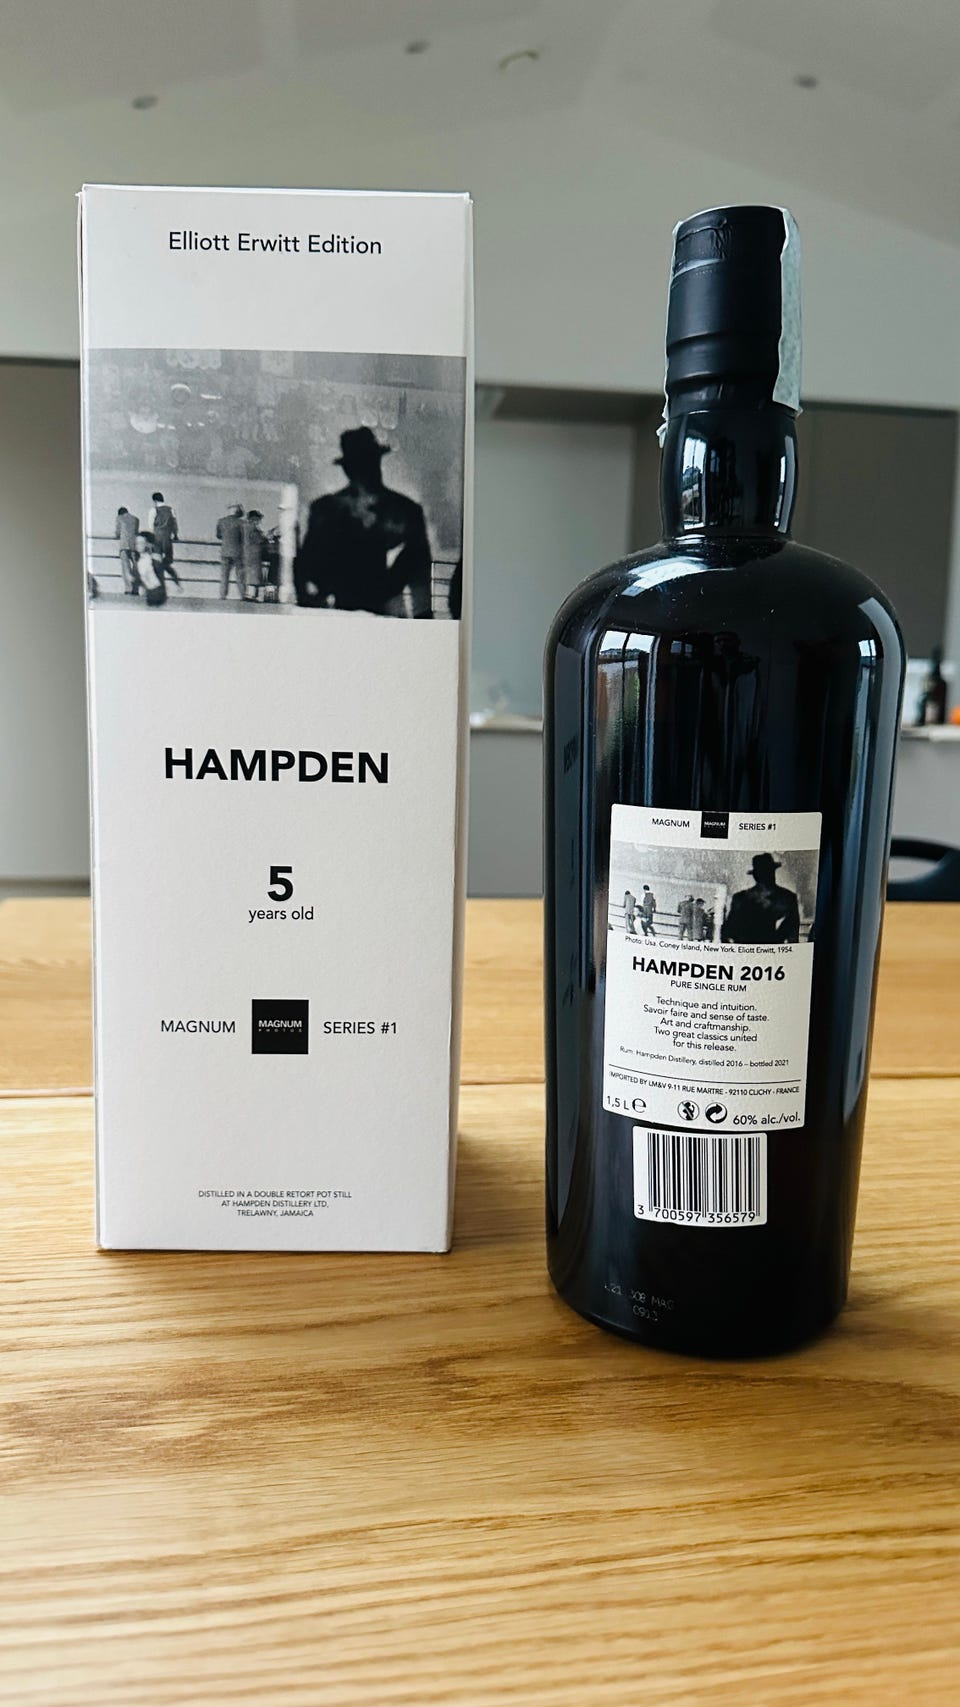 Elliott Erwitt Edition
HAMPDEN
5
years old
MAGNUM MAGNUM PHOTOS SERIES #1
DISTILLED IN A DOUBLE RETORT POT STILL
AT HAMPDEN DISTILLERY LTD,
TRELAWNY, JAMAICA
MAGNUM MAGNUM SERIES #1
Photo: Usa. Coney Island, New York. Eliott Erwitt, 1954.
HAMPDEN 2016
PURE SINGLE RUM
Technique and intuition.
Savoir faire and sense of taste.
Art and craftmanship.
Two great classics united
for this release.
Rum: Hampden Distillery, distilled 2016 – bottled 2021
IMPORTED BY LM&V 9-11 RUE MARTRE - 92110 CLICHY - FRANCE
1,5 L e 60% alc./vol.
3 700597 356579
MAG